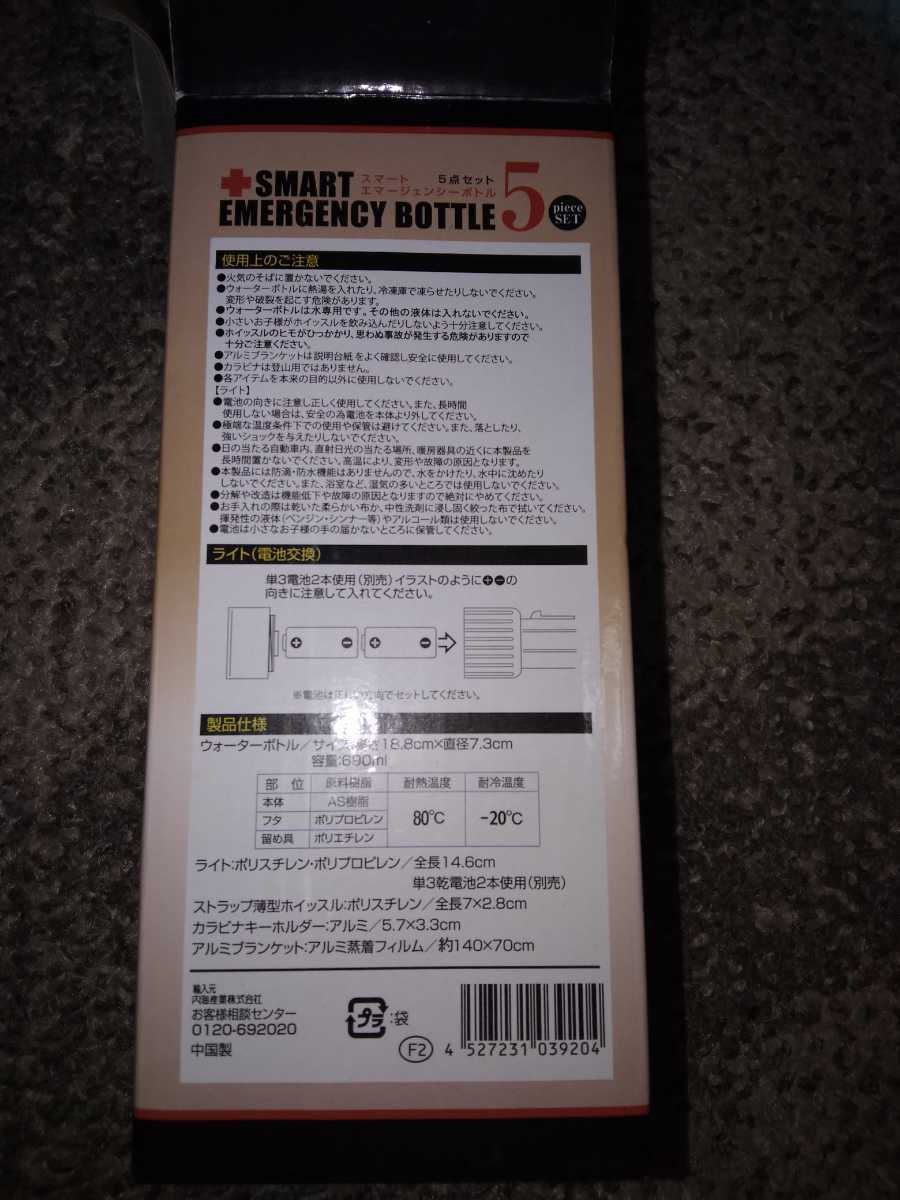 SMART
スマート 5点セット
エマージェンシーボトル
EMERGENCY BOTTLE
5
piece
SET
使用上のご注意
●火気のそばに置かないでください。
●ウォーターボトルに熱湯を入れたり、冷凍庫で凍らせたりしないでください。
変形や破裂を起こす危険があります。
●ウォーターボトルは水専用です。その他の液体は入れないでください。
●小さいお子様がホイッスルを飲み込んだりしないよう十分注意してください。
●ホイッスルのヒモがひっかかり、思わぬ事故が発生する危険がありますので
十分ご注意ください。
●アルミブランケットは説明台紙をよく確認し安全に使用してください。
●カラビナは登山用ではありません。
●各アイテムを本来の目的以外に使用しないでください。
【ライト】
●電池の向きに注意し正しく使用してください。また、長時間
使用しない場合は、安全の為電池を本体より外してください。
●極端な温度条件下での使用や保管は避けてください。また、落としたり、
強いショックを与えたりしないでください。
●日の当たる自動車内、直射日光の当たる場所、暖房器具の近くに本製品を
長時間置かないでください。高温により、変形や故障の原因となります。
●本製品には防滴・防水機能はありませんので、水をかけたり、水中に沈めたり
しないでください。また、浴室など、湿気の多いところでは使用しないでください。
●分解や改造は機能低下や故障の原因となりますので絶対にやめてください。
●お手入れの際は乾いた柔らかい布か、中性洗剤に浸し固く絞った布で拭いてください。
揮発性の液体(ベンジン・シンナー等)やアルコール類は使用しないでください。
●電池は小さなお子様の手の届かないところに保管してください。
ライト(電池交換)
単3電池2本使用(別売)イラストのように⊕⊖の
向きに注意して入れてください。
⊕ ⊖ ⊕ ⊖
※電池は正しい方向でセットしてください。
製品仕様
ウォーターボトル/サイズ:高さ18.8cm×直径7.3cm
容量:690ml
部 位 原料樹脂 耐熱温度 耐冷温度
本体 AS樹脂
フタ ポリプロピレン 80℃ -20℃
留め具 ポリエチレン
ライト:ポリスチレン・ポリプロピレン/全長14.6cm
単3乾電池2本使用(別売)
ストラップ薄型ホイッスル:ポリスチレン/全長7×2.8cm
カラビナキーホルダー:アルミ/5.7×3.3cm
アルミブランケット:アルミ蒸着フィルム/約140×70cm
輸入元
内海産業株式会社
お客様相談センター
0120-692020
中国製
プラ :袋
F2
4 527231 039204